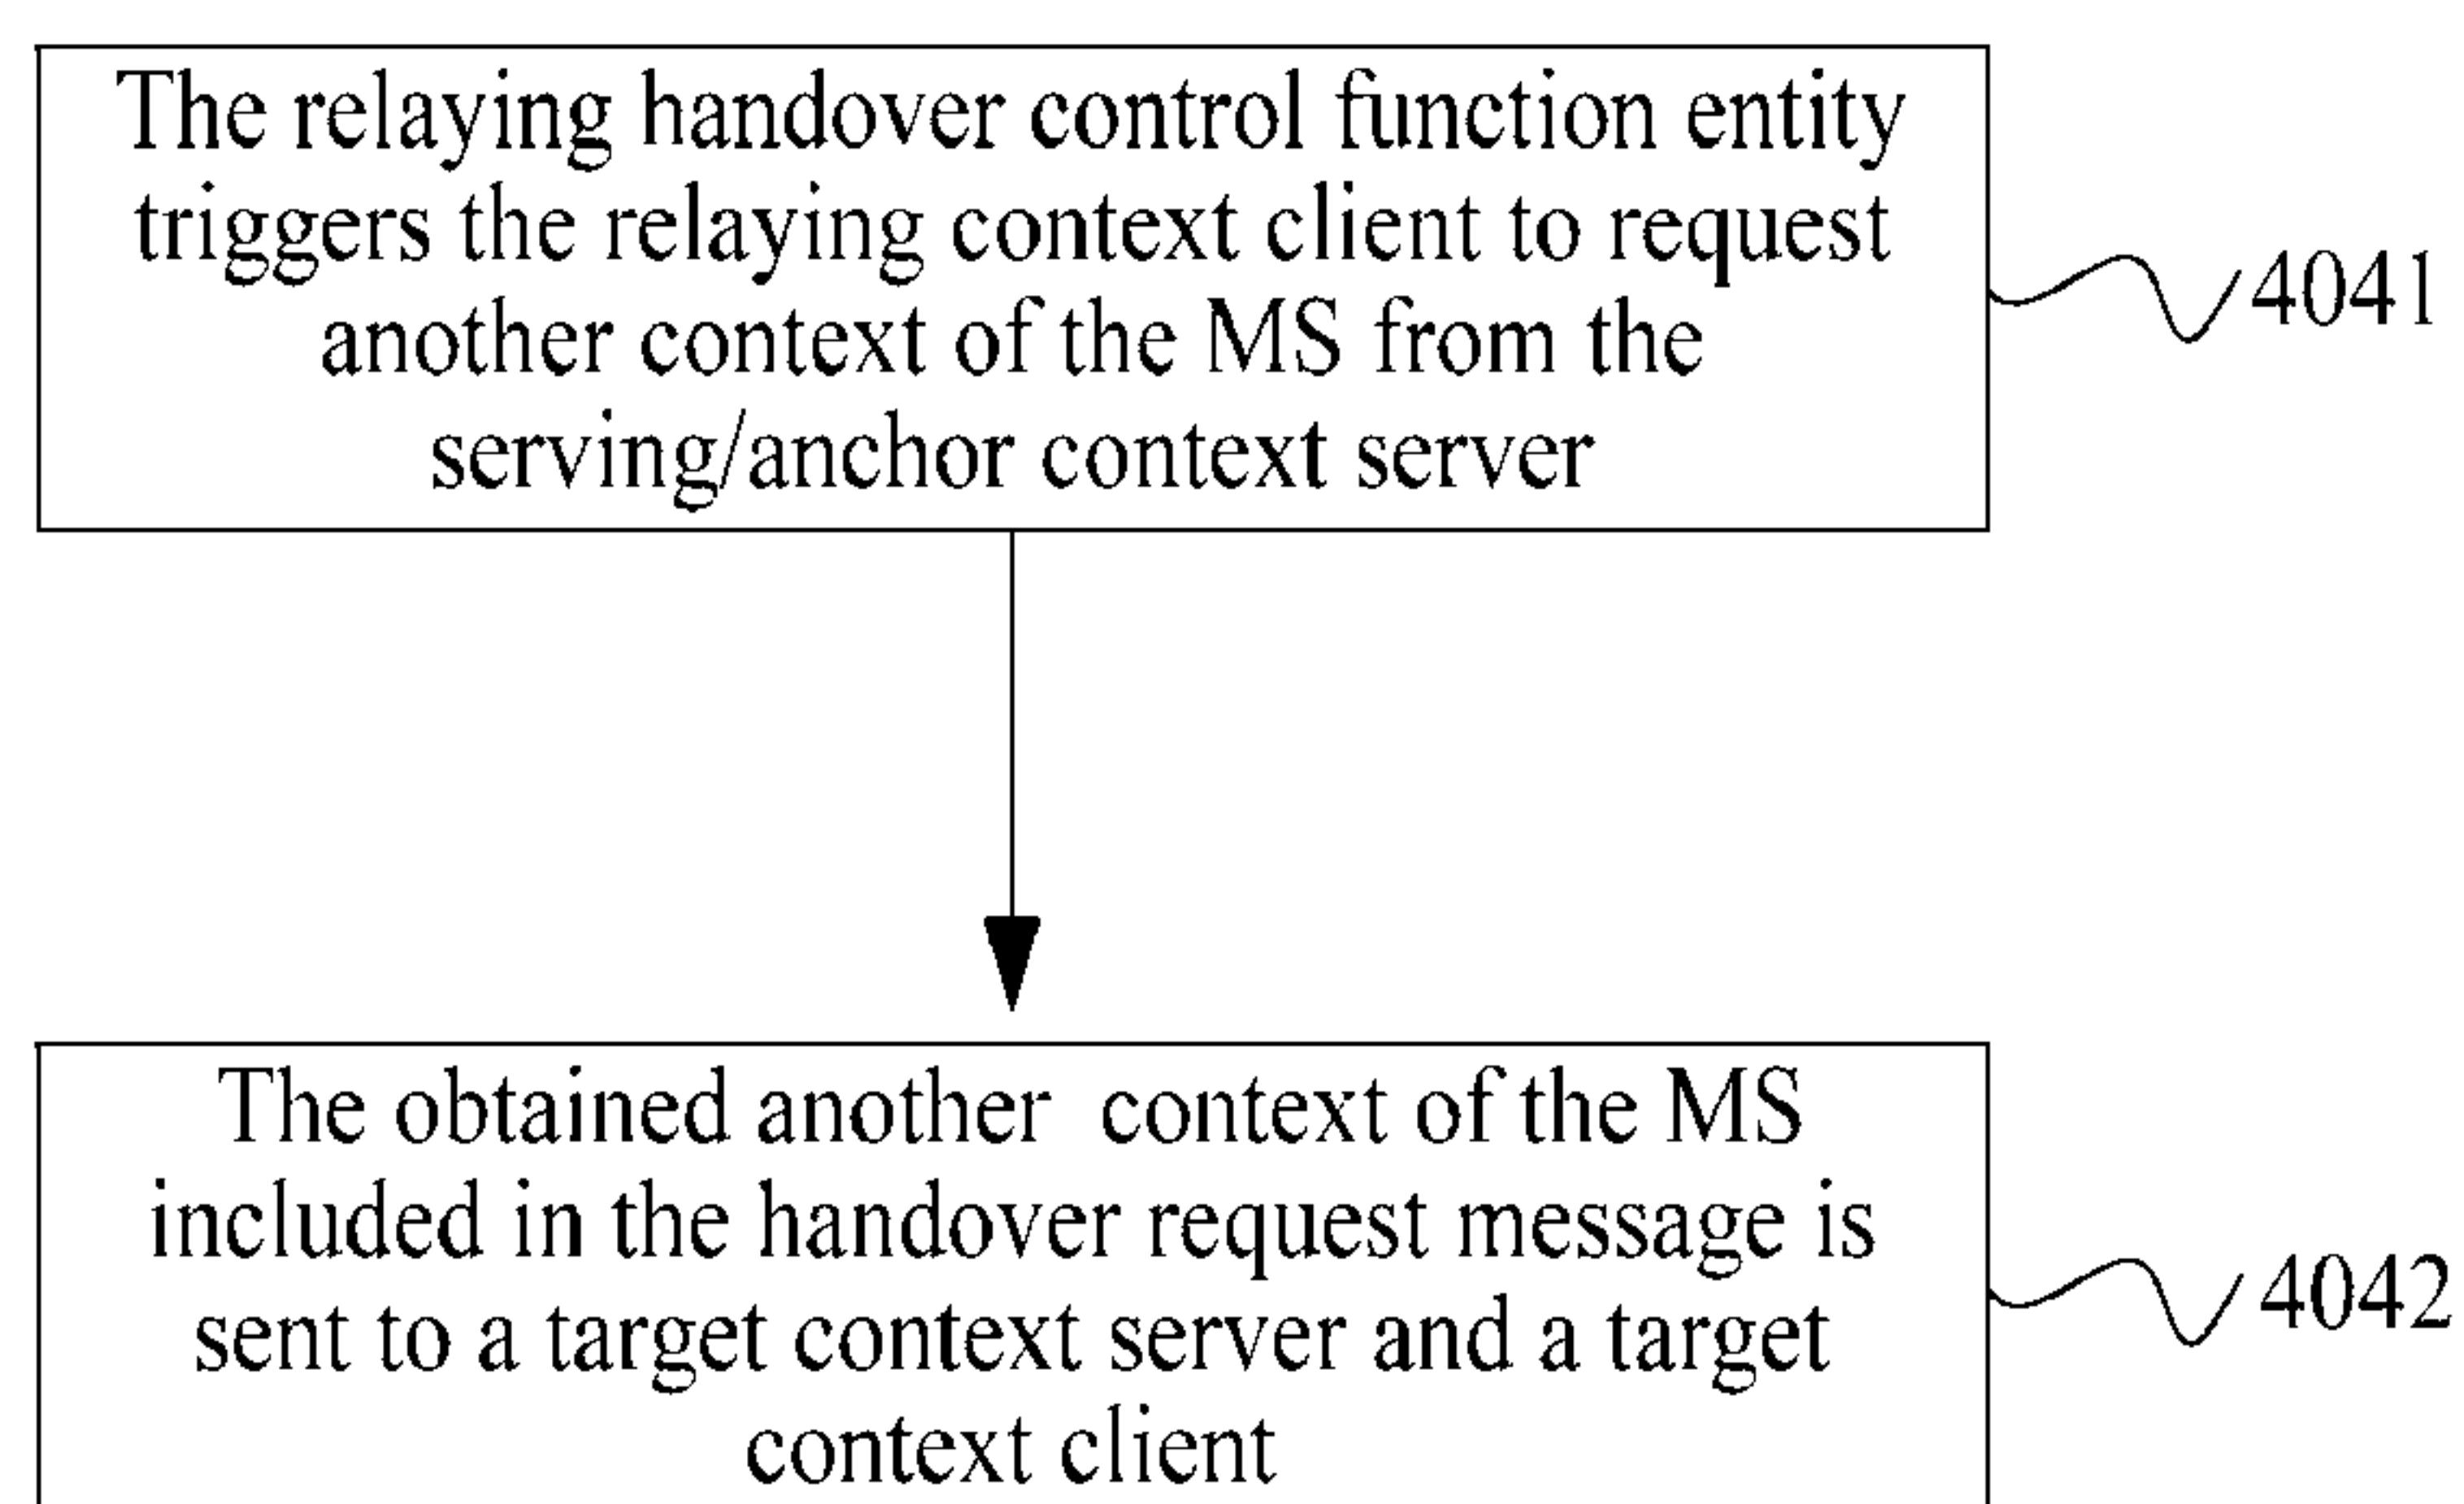 The relaying handover control function entity
triggers the relaying context client to request
another context of the MS from the
serving/anchor context server
4041
The obtained another context of the MS
included in the handover request message is
sent to a target context server and a target
context client
4042